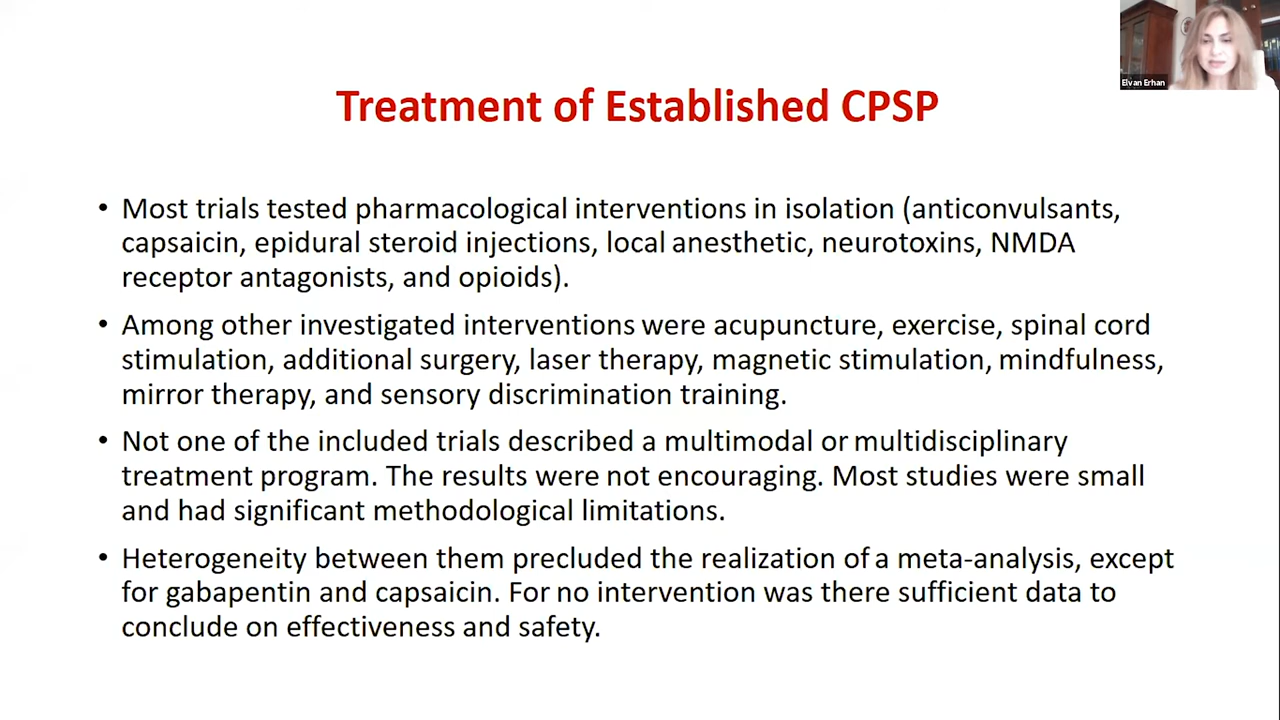 Elvan Erhan
Treatment of Established CPSP
• Most trials tested pharmacological interventions in isolation (anticonvulsants,
capsaicin, epidural steroid injections, local anesthetic, neurotoxins, NMDA
receptor antagonists, and opioids).
• Among other investigated interventions were acupuncture, exercise, spinal cord
stimulation, additional surgery, laser therapy, magnetic stimulation, mindfulness,
mirror therapy, and sensory discrimination training.
• Not one of the included trials described a multimodal or multidisciplinary
treatment program. The results were not encouraging. Most studies were small
and had significant methodological limitations.
• Heterogeneity between them precluded the realization of a meta-analysis, except
for gabapentin and capsaicin. For no intervention was there sufficient data to
conclude on effectiveness and safety.